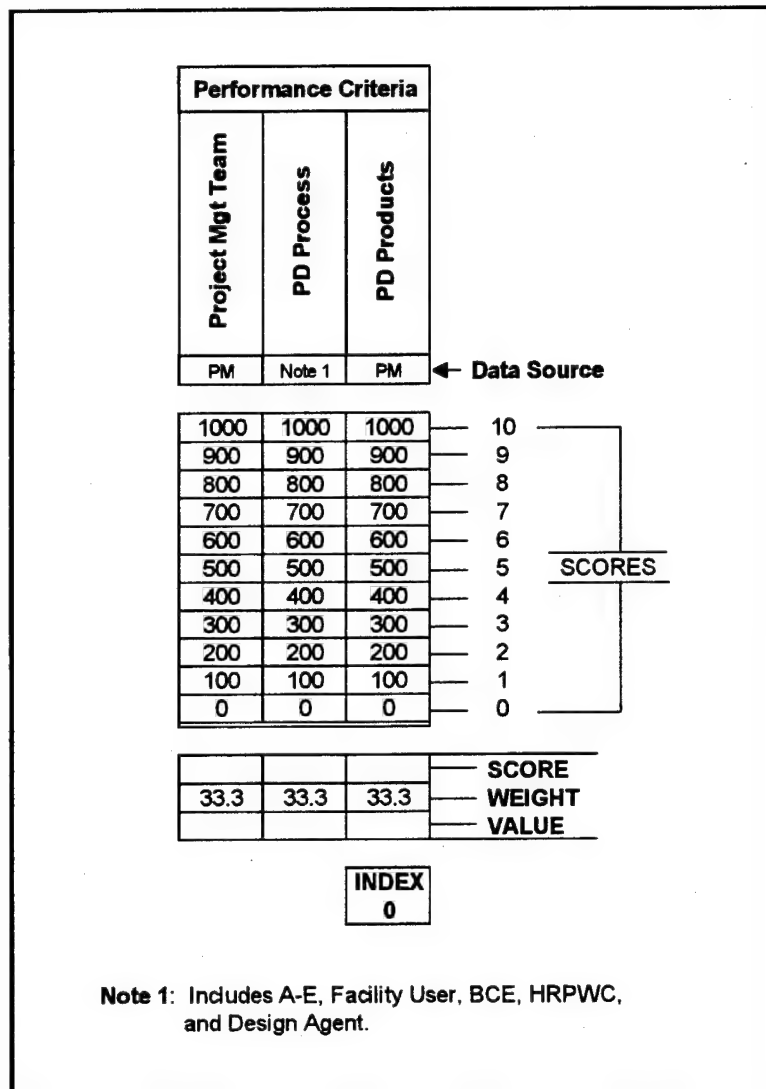 Performance Criteria
Project Mgt Team PD Process PD Products
PM Note 1 PM Data Source
1000 1000 1000 10
900 900 900 9
800 800 800 8
700 700 700 7
600 600 600 6
500 500 500 5 SCORES
400 400 400 4
300 300 300 3
200 200 200 2
100 100 100 1
0 0 0 0
SCORE
33.3 33.3 33.3 WEIGHT
VALUE
INDEX
0
Note 1: Includes A-E, Facility User, BCE, HRPWC,
and Design Agent.